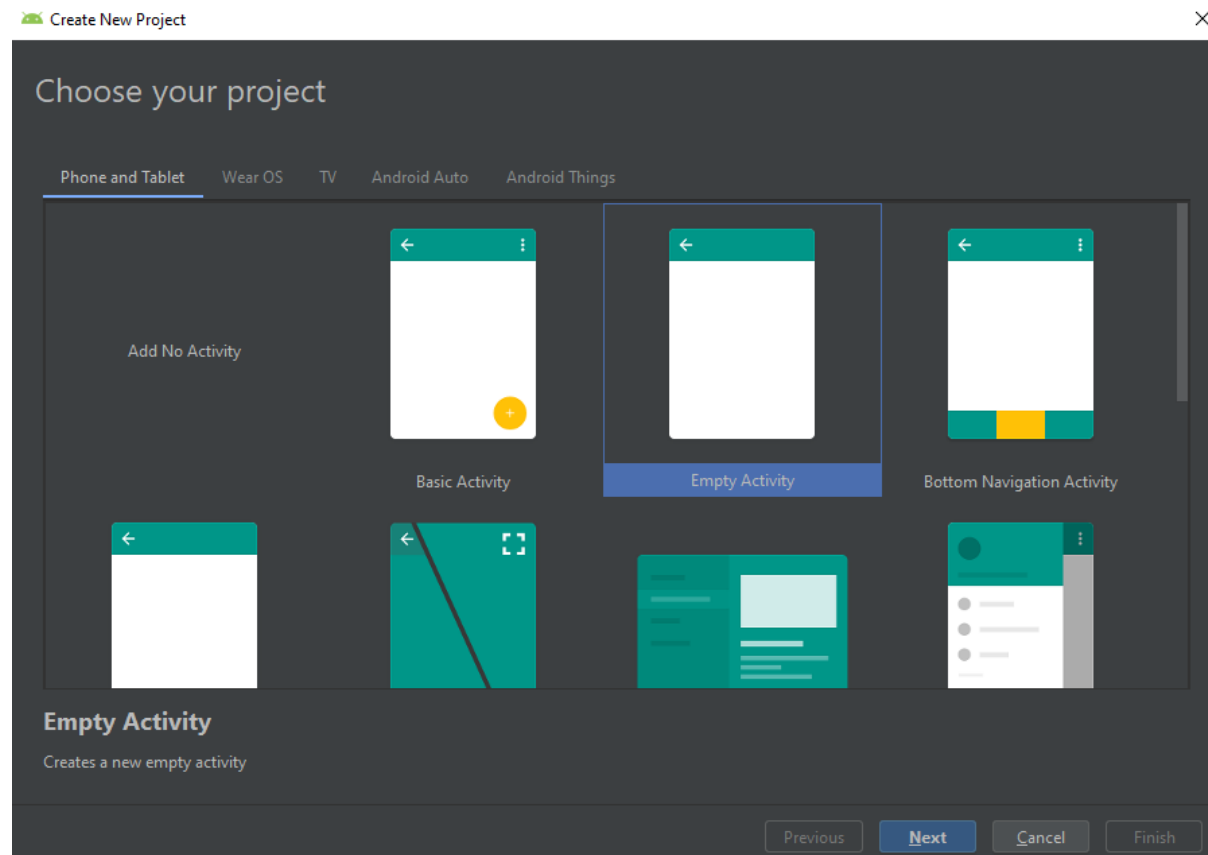 Create New Project
Choose your project
Phone and Tablet Wear OS TV Android Auto Android Things
Add No Activity
Basic Activity Empty Activity Bottom Navigation Activity
Empty Activity
Creates a new empty activity
Previous Next Cancel Finish